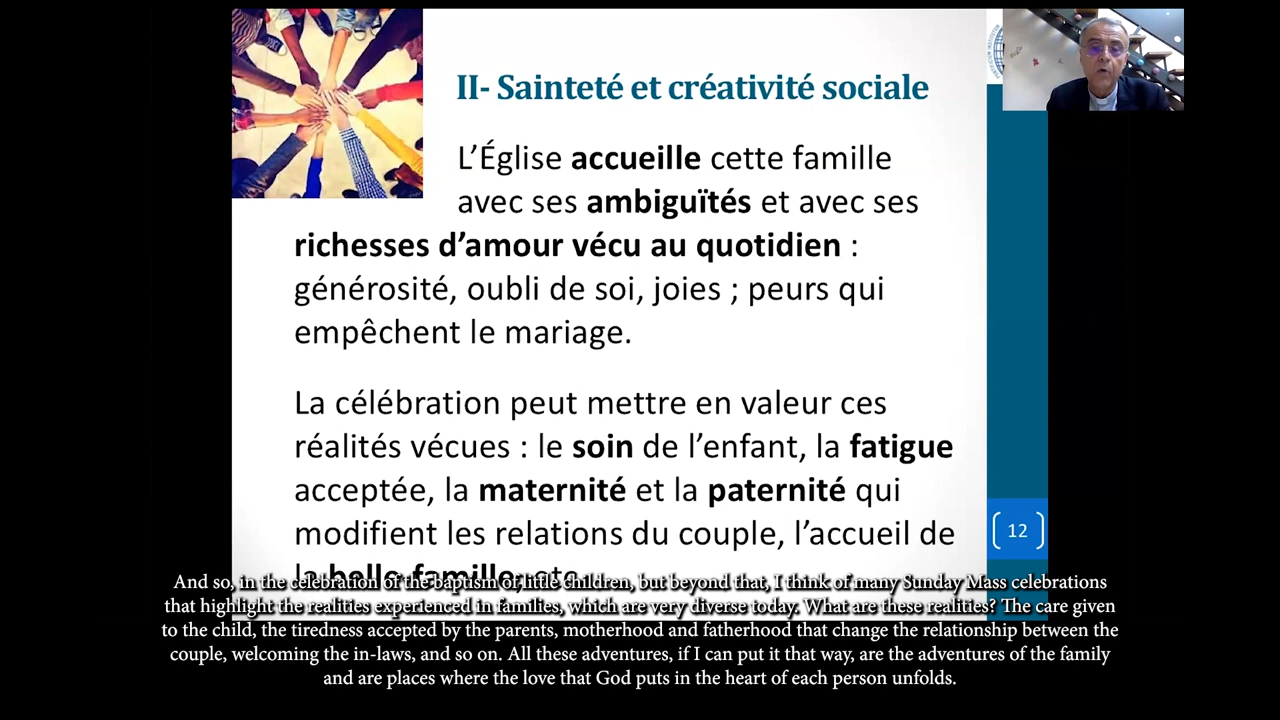 II- Sainteté et créativité sociale
L’Église accueille cette famille
avec ses ambiguïtés et avec ses
richesses d’amour vécu au quotidien :
générosité, oubli de soi, joies ; peurs qui
empêchent le mariage.
La célébration peut mettre en valeur ces
réalités vécues : le soin de l’enfant, la fatigue
acceptée, la maternité et la paternité qui
modifient les relations du couple, l’accueil de
la belle-famille, etc.
12
And so, in the celebration of the baptism of little children, but beyond that, I think of many Sunday Mass celebrations
that highlight the realities experienced in families, which are very diverse today. What are these realities? The care given
to the child, the tiredness accepted by the parents, motherhood and fatherhood that change the relationship between the
couple, welcoming the in-laws, and so on. All these adventures, if I can put it that way, are the adventures of the family
and are places where the love that God puts in the heart of each person unfolds.